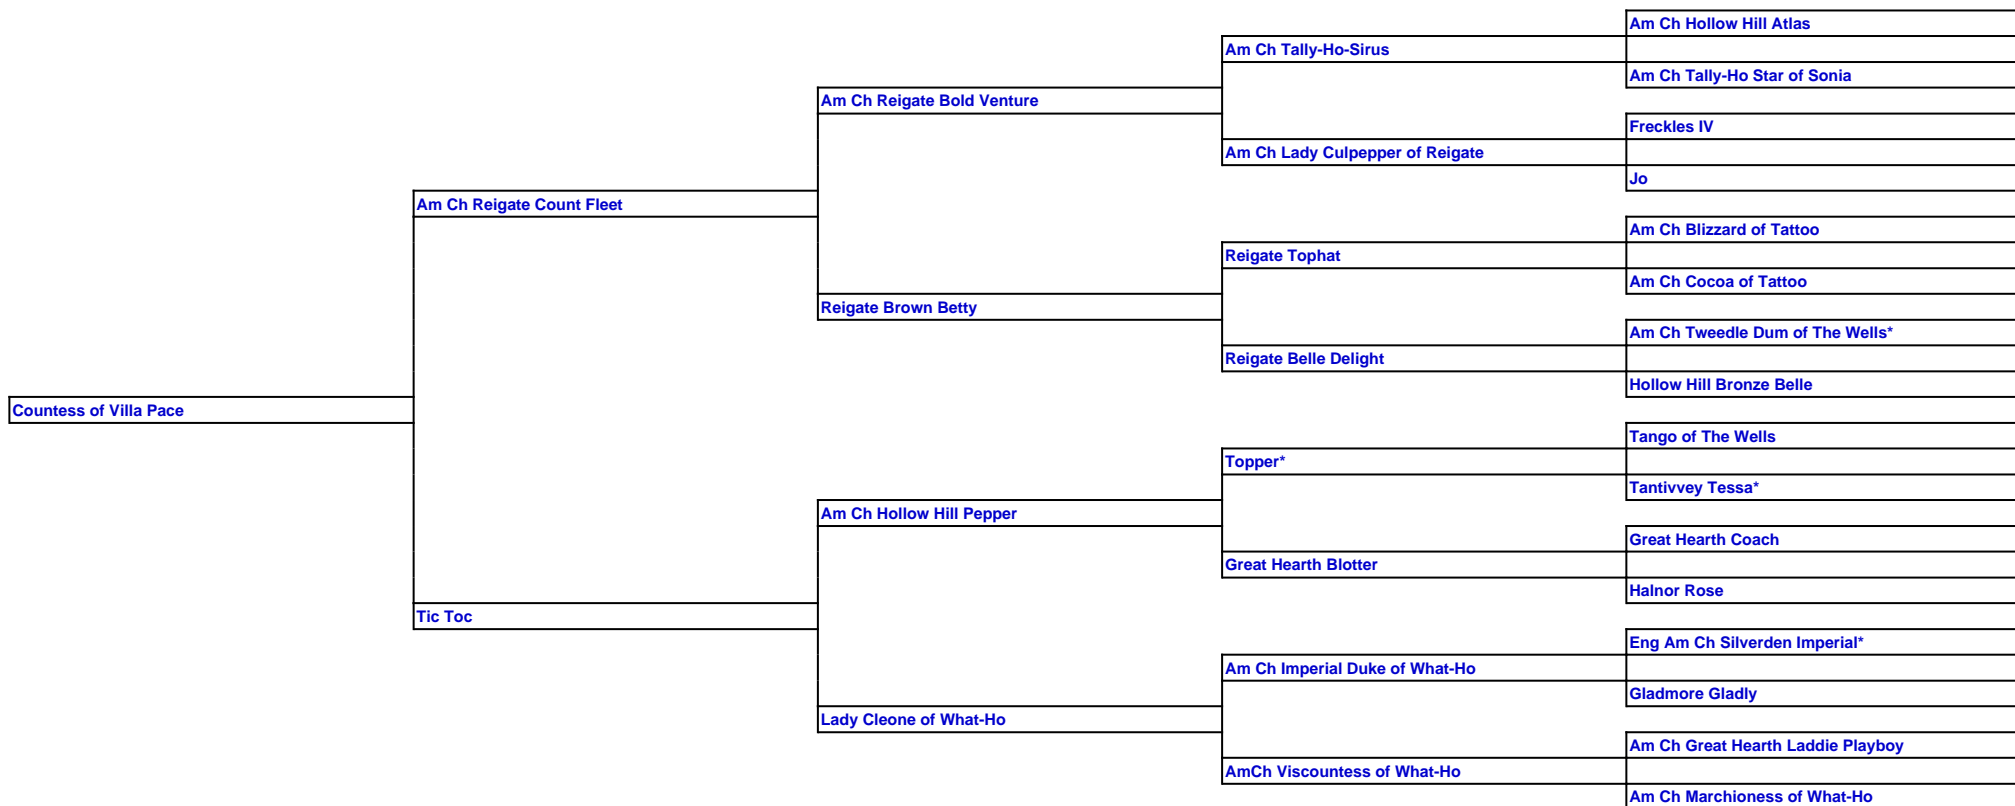 Am Ch Hollow Hill Atlas
Am Ch Tally-Ho-Sirus
Am Ch Tally-Ho Star of Sonia
Am Ch Reigate Bold Venture
Freckles IV
Am Ch Lady Culpepper of Reigate
Jo
Am Ch Reigate Count Fleet
Am Ch Blizzard of Tattoo
Reigate Tophat
Am Ch Cocoa of Tattoo
Reigate Brown Betty
Am Ch Tweedle Dum of The Wells*
Reigate Belle Delight
Hollow Hill Bronze Belle
Countess of Villa Pace
Tango of The Wells
Topper*
Tantivvey Tessa*
Am Ch Hollow Hill Pepper
Great Hearth Coach
Great Hearth Blotter
Halnor Rose
Tic Toc
Eng Am Ch Silverden Imperial*
Am Ch Imperial Duke of What-Ho
Gladmore Gladly
Lady Cleone of What-Ho
Am Ch Great Hearth Laddie Playboy
AmCh Viscountess of What-Ho
Am Ch Marchioness of What-Ho